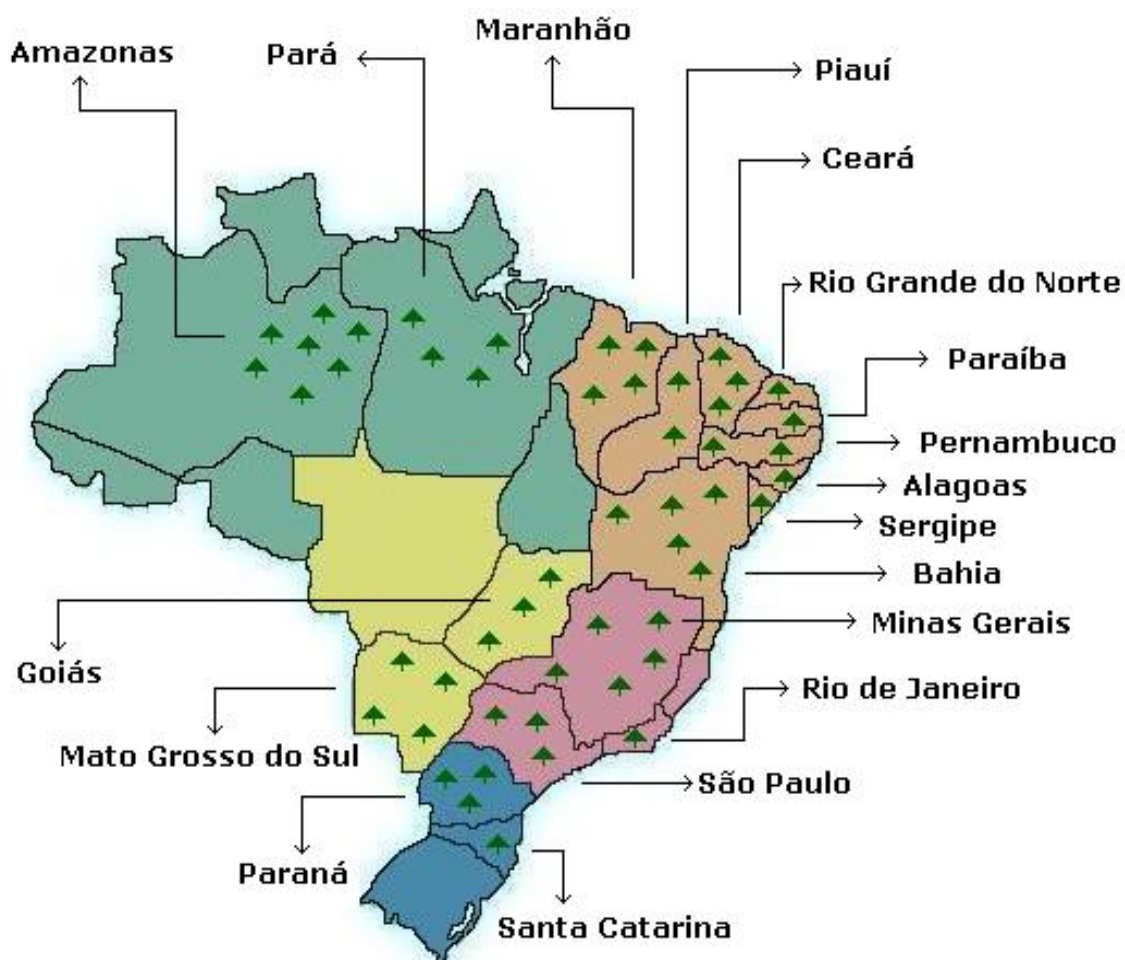 Maranhão
Amazonas
Pará
Piauí
Ceará
Rio Grande do Norte
Paraíba
Pernambuco
Alagoas
Sergipe
Bahia
Minas Gerais
Goiás
Rio de Janeiro
Mato Grosso do Sul
São Paulo
Paraná
Santa Catarina